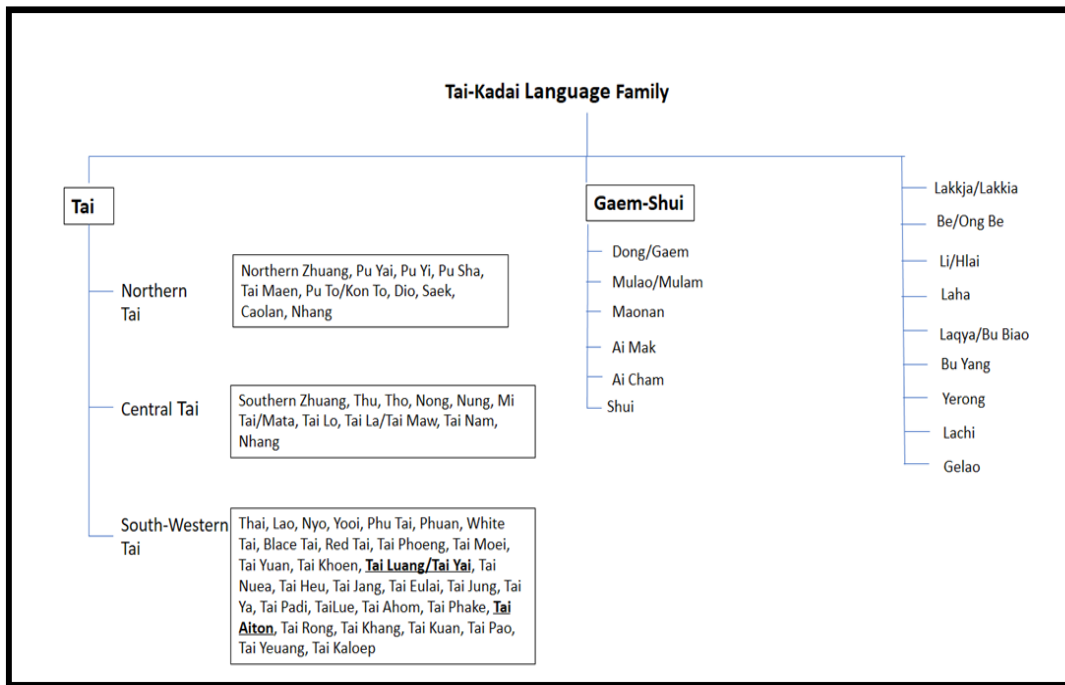 Tai-Kadai Language Family
Tai
Northern
Tai
Northern Zhuang, Pu Yai, Pu Yi, Pu Sha,
Tai Maen, Pu To/Kon To, Dio, Saek,
Caolan, Nhang
Central Tai
Southern Zhuang, Thu, Tho, Nong, Nung, Mi
Tai/Mata, Tai Lo, Tai La/Tai Maw, Tai Nam,
Nhang
South-Western
Tai
Thai, Lao, Nyo, Yooi, Phu Tai, Phuan, White
Tai, Blace Tai, Red Tai, Tai Phoeng, Tai Moei,
Tai Yuan, Tai Khoen, Tai Luang/Tai Yai, Tai
Nuea, Tai Heu, Tai Jang, Tai Eulai, Tai Jung, Tai
Ya, Tai Padi, TaiLue, Tai Ahom, Tai Phake, Tai
Aiton, Tai Rong, Tai Khang, Tai Kuan, Tai Pao,
Tai Yeuang, Tai Kaloep
Gaem-Shui
Dong/Gaem
Mulao/Mulam
Maonan
Ai Mak
Ai Cham
Shui
Lakkja/Lakkia
Be/Ong Be
Li/Hlai
Laha
Laqya/Bu Biao
Bu Yang
Yerong
Lachi
Gelao